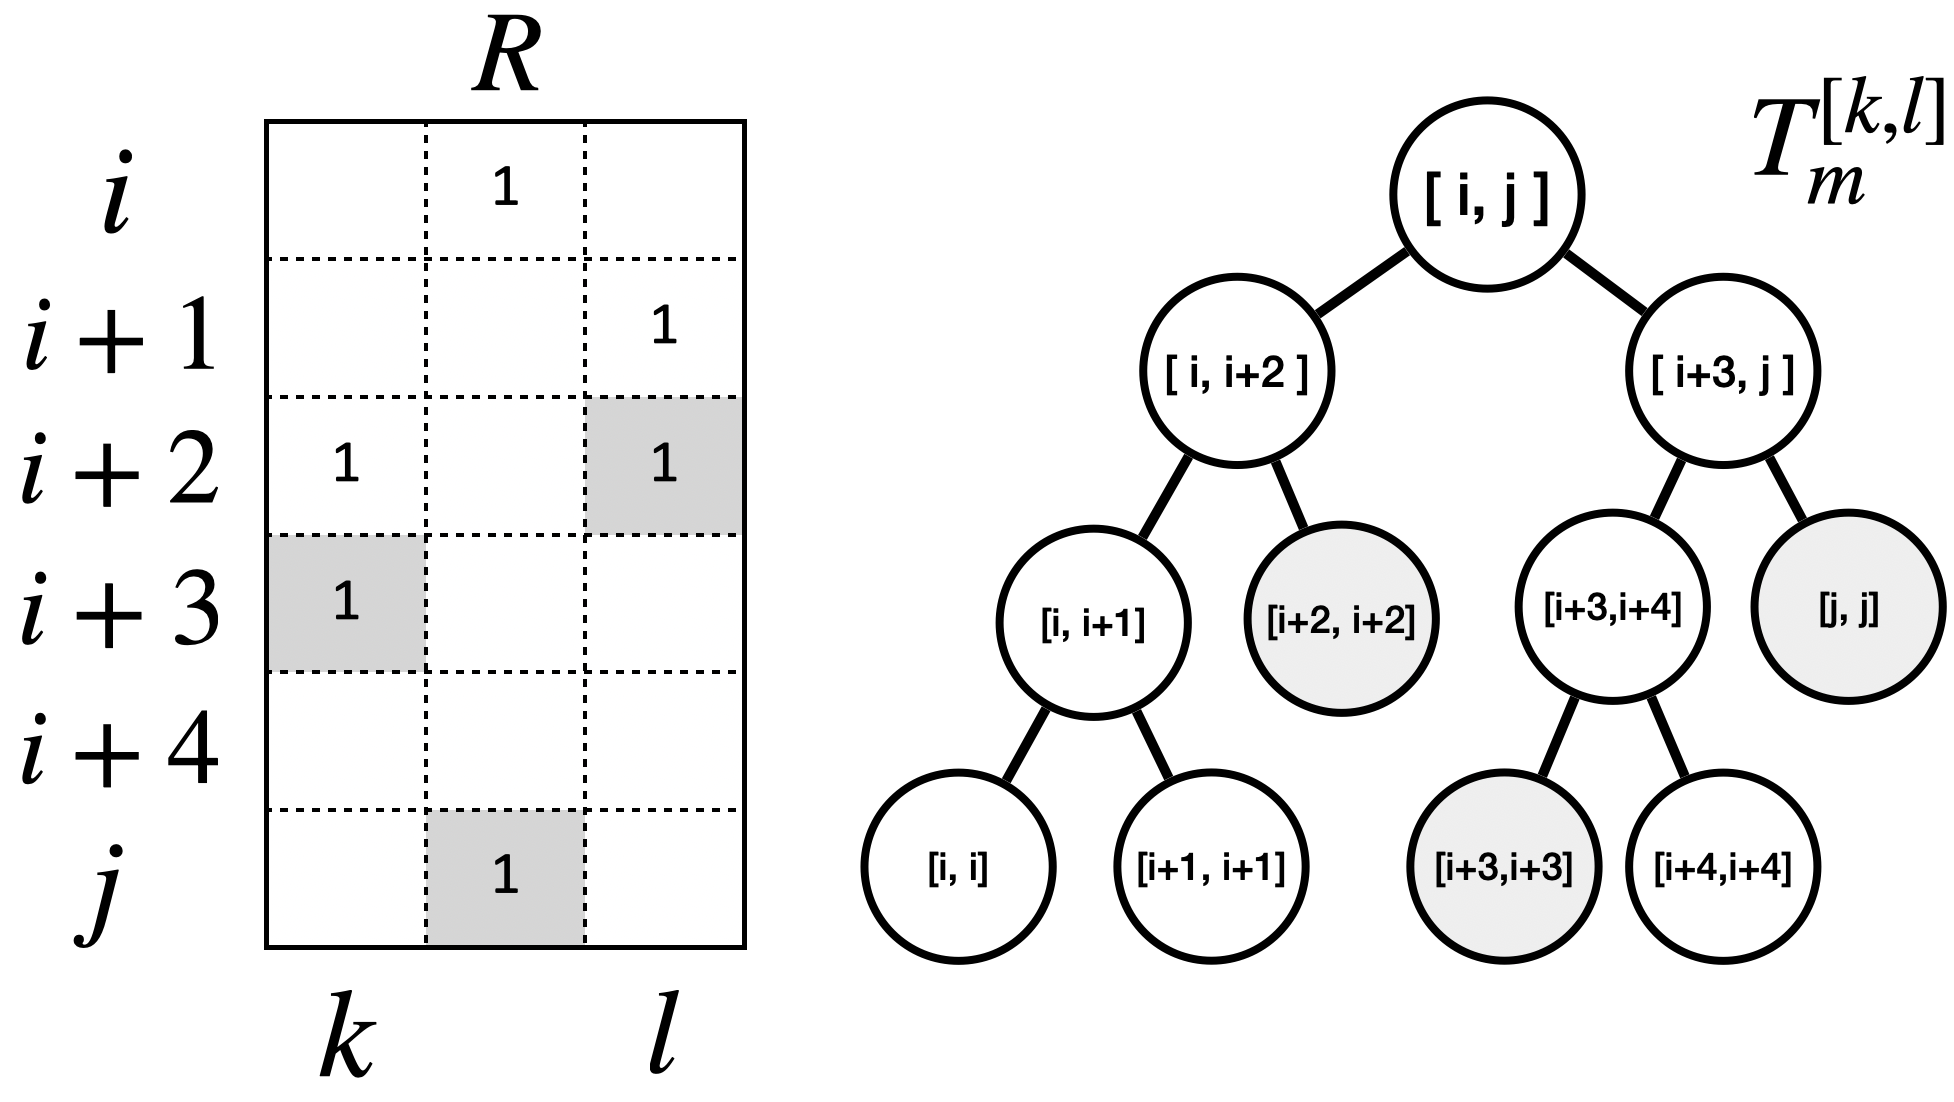 R
i 1
i + 1 1
i + 2 1 1
i + 3 1
i + 4
j 1
k l
T_m^{[k,l]}
[ i, j ]
[ i, i+2 ] [ i+3, j ]
[i, i+1] [i+2, i+2] [i+3,i+4] [j, j]
[i, i] [i+1, i+1] [i+3,i+3] [i+4,i+4]